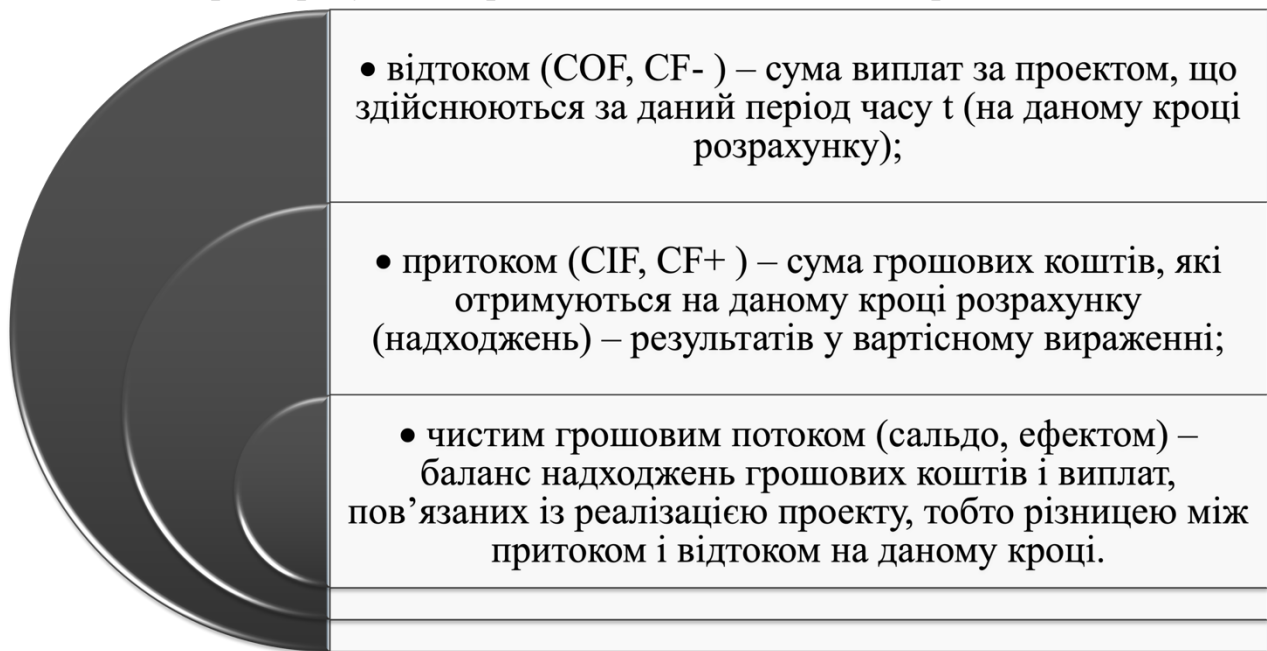 • відтоком (COF, CF- ) – сума виплат за проектом, що
здійснюються за даний період часу t (на даному кроці
розрахунку);
• притоком (CIF, CF+ ) – сума грошових коштів, які
отримуються на даному кроці розрахунку
(надходжень) – результатів у вартісному вираженні;
• чистим грошовим потоком (сальдо, ефектом) –
баланс надходжень грошових коштів і виплат,
пов’язаних із реалізацією проекту, тобто різницею між
притоком і відтоком на даному кроці.